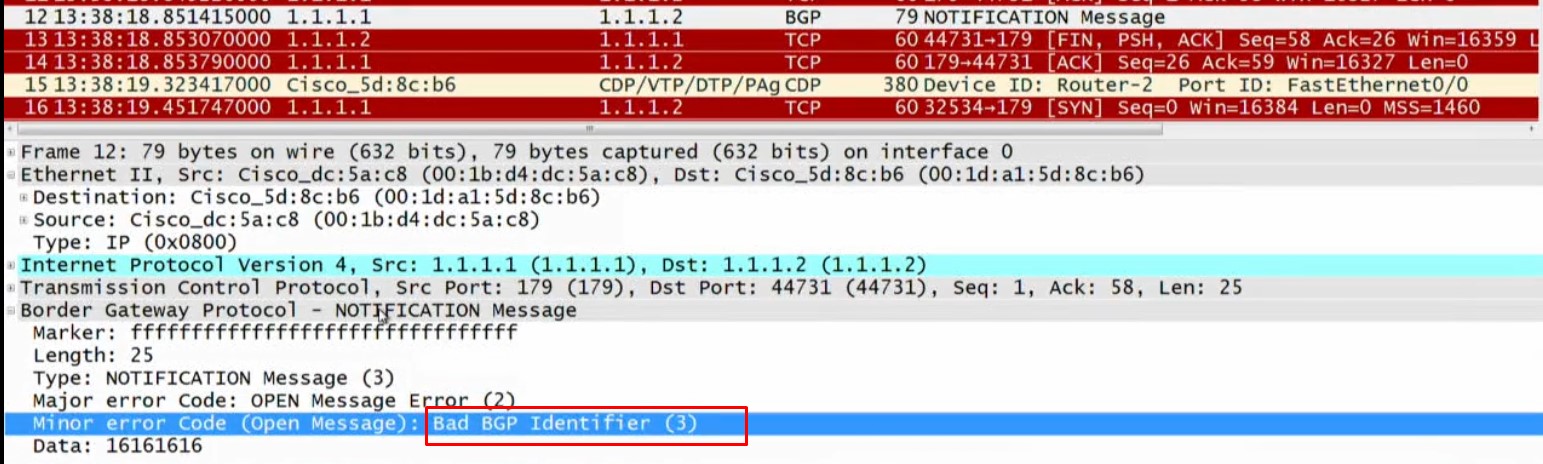 12 13:38:18.851415000 1.1.1.1 1.1.1.2 BGP 79 NOTIFICATION Message
13 13:38:18.853070000 1.1.1.2 1.1.1.1 TCP 60 44731→179 [FIN, PSH, ACK] Seq=58 Ack=26 Win=16359 L
14 13:38:18.853790000 1.1.1.1 1.1.1.2 TCP 60 179→44731 [ACK] Seq=26 Ack=59 Win=16327 Len=0
15 13:38:19.323417000 Cisco_5d:8c:b6 CDP/VTP/DTP/PAg CDP 380 Device ID: Router-2 Port ID: FastEthernet0/0
16 13:38:19.451747000 1.1.1.1 1.1.1.2 TCP 60 32534→179 [SYN] Seq=0 Win=16384 Len=0 MSS=1460
Frame 12: 79 bytes on wire (632 bits), 79 bytes captured (632 bits) on interface 0
Ethernet II, Src: Cisco_dc:5a:c8 (00:1b:d4:dc:5a:c8), Dst: Cisco_5d:8c:b6 (00:1d:a1:5d:8c:b6)
Destination: Cisco_5d:8c:b6 (00:1d:a1:5d:8c:b6)
Source: Cisco_dc:5a:c8 (00:1b:d4:dc:5a:c8)
Type: IP (0x0800)
Internet Protocol Version 4, Src: 1.1.1.1 (1.1.1.1), Dst: 1.1.1.2 (1.1.1.2)
Transmission Control Protocol, Src Port: 179 (179), Dst Port: 44731 (44731), Seq: 1, Ack: 58, Len: 25
Border Gateway Protocol - NOTIFICATION Message
Marker: ffffffffffffffffffffffffffffffff
Length: 25
Type: NOTIFICATION Message (3)
Major error Code: OPEN Message Error (2)
Minor error Code (Open Message): Bad BGP Identifier (3)
Data: 16161616